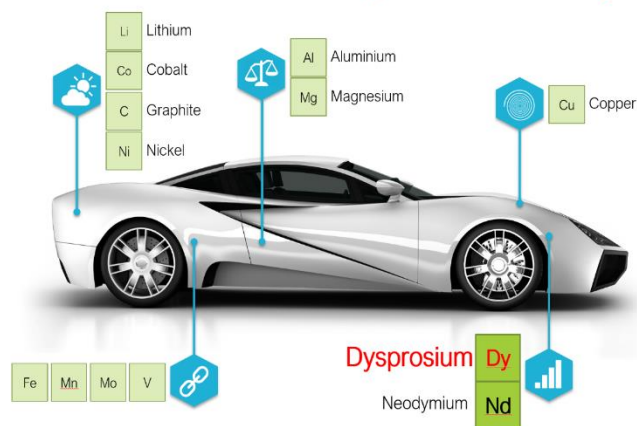 Li Lithium
Co Cobalt
C Graphite
Ni Nickel
Al Aluminium
Mg Magnesium
Cu Copper
Fe Mn Mo V
Dysprosium Dy
Neodymium Nd